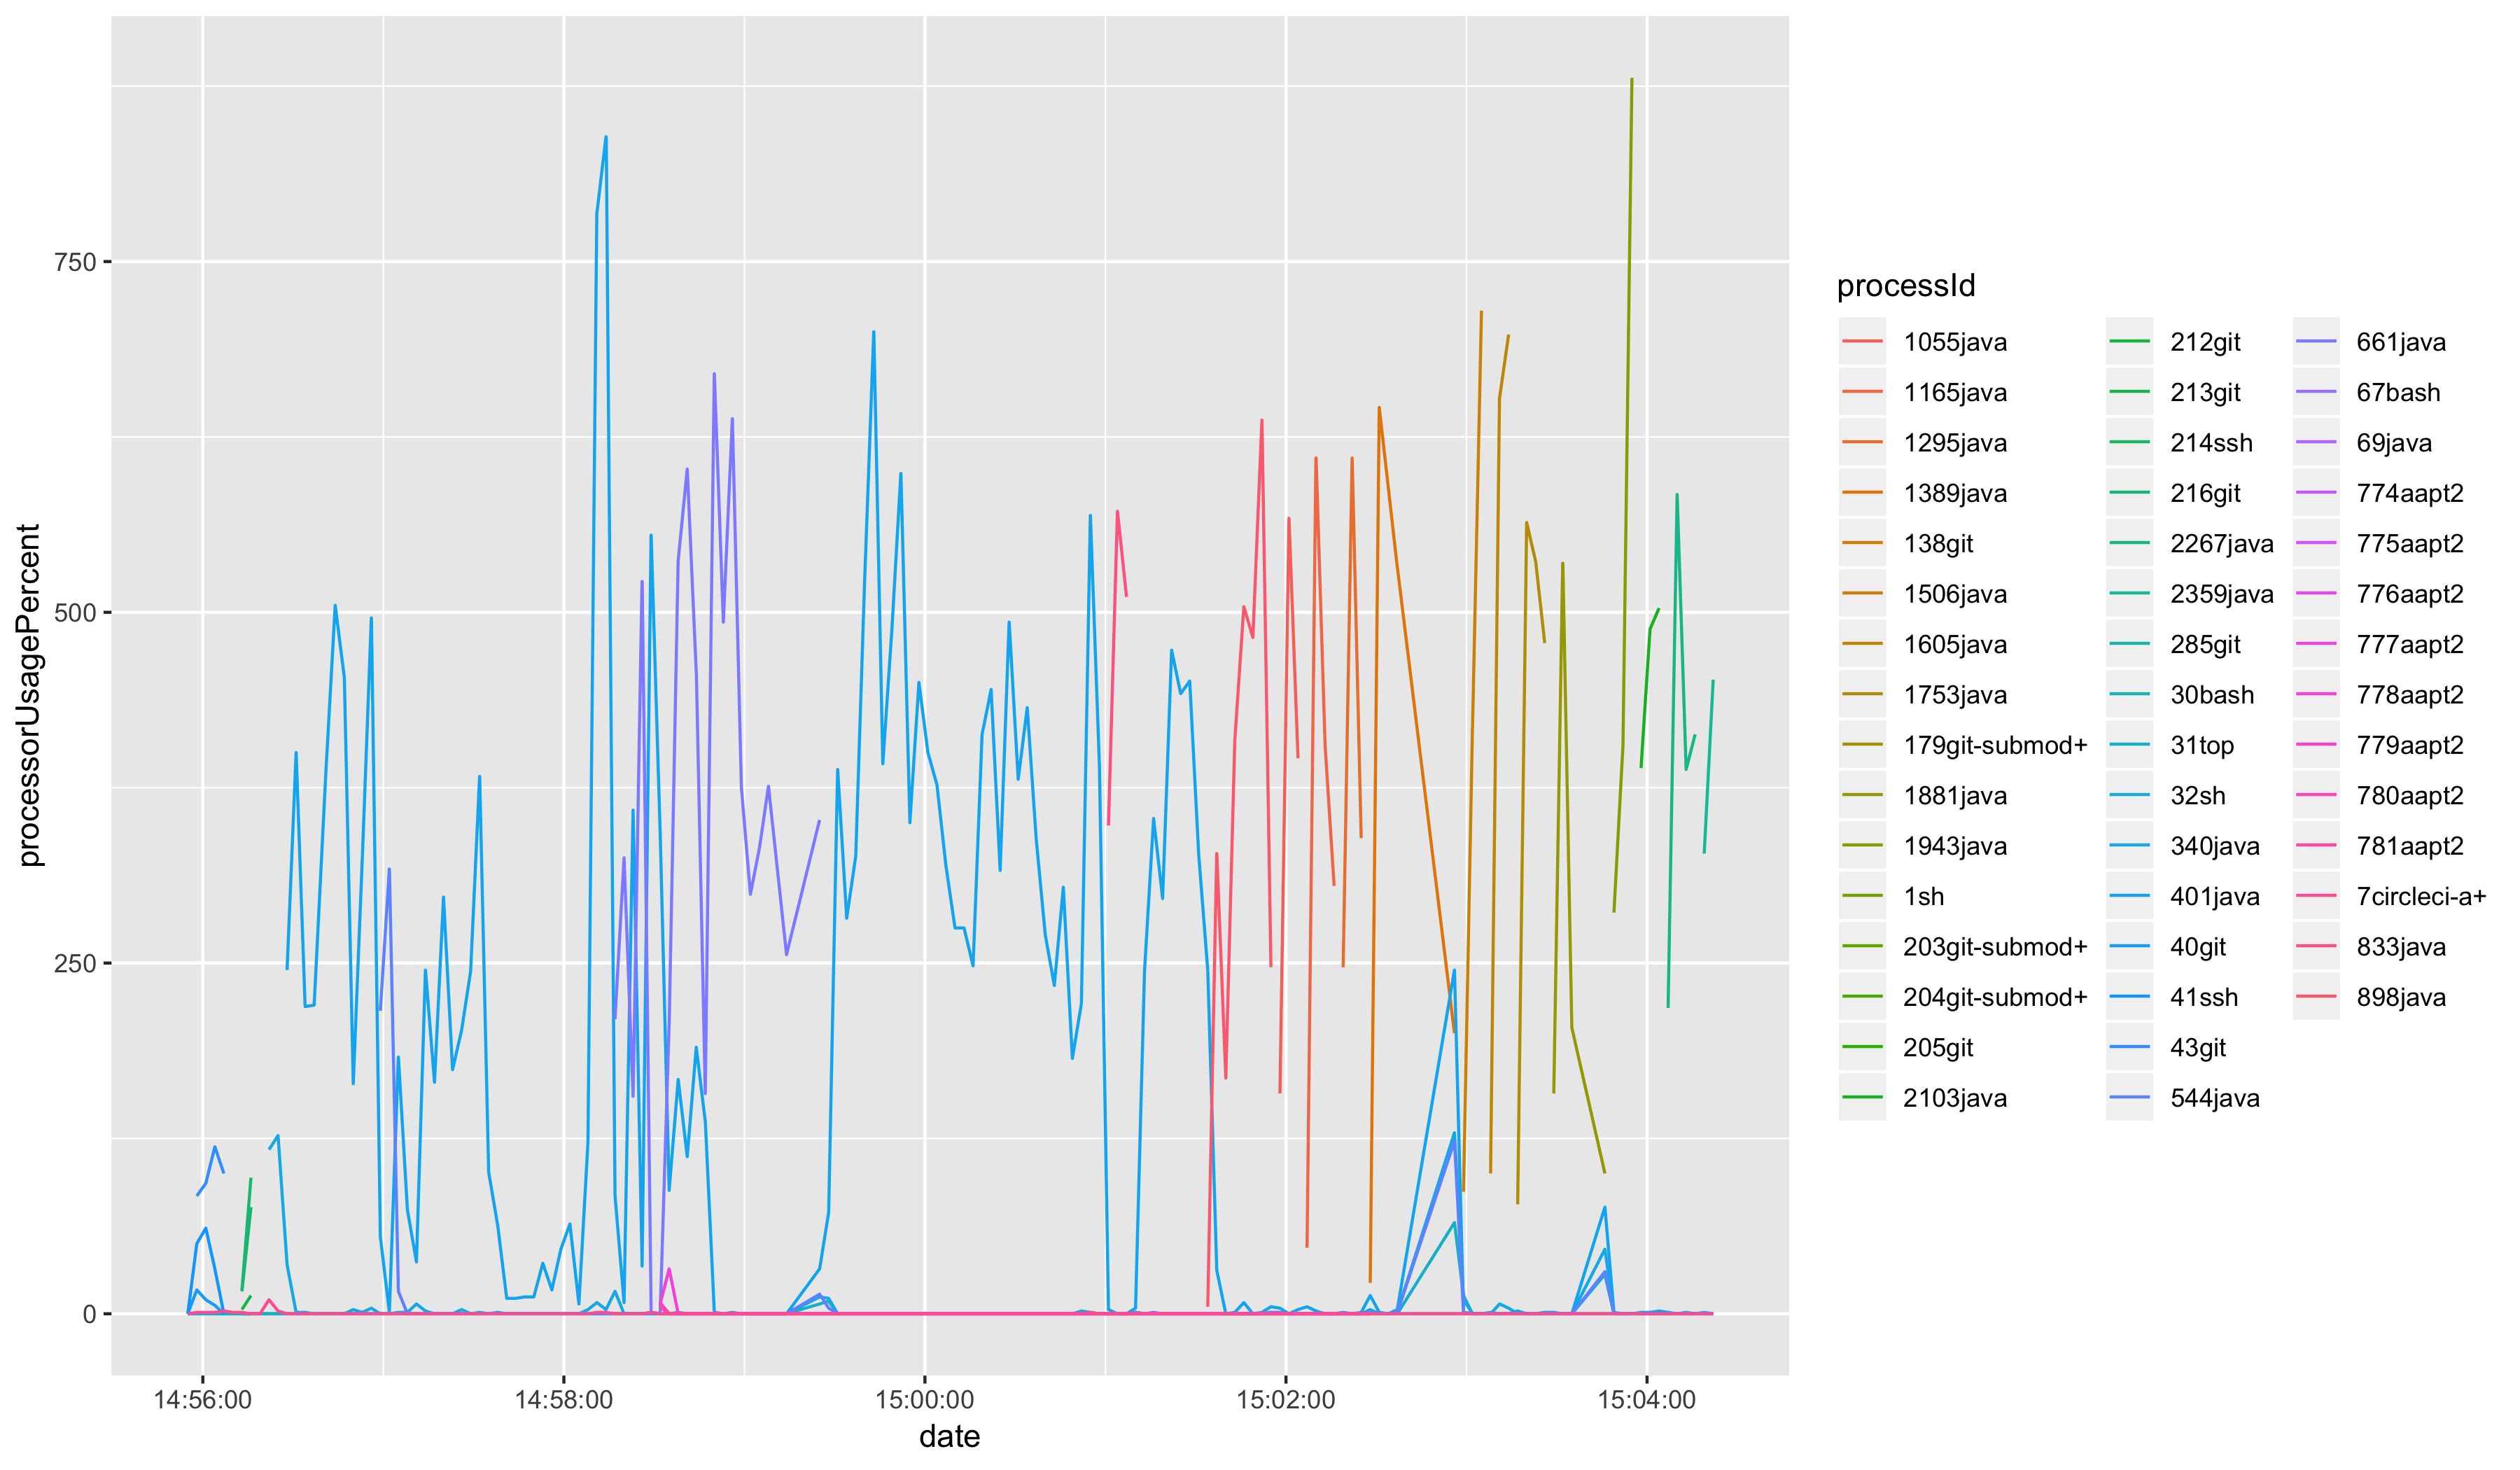 processorUsagePercent
750
500
250
0
14:56:00
14:58:00
15:00:00
15:02:00
15:04:00
date
processId
1055java
1165java
1295java
1389java
138git
1506java
1605java
1753java
179git-submod+
1881java
1943java
1sh
203git-submod+
204git-submod+
205git
2103java
212git
213git
214ssh
216git
2267java
2359java
285git
30bash
31top
32sh
340java
401java
40git
41ssh
43git
544java
661java
67bash
69java
774aapt2
775aapt2
776aapt2
777aapt2
778aapt2
779aapt2
780aapt2
781aapt2
7circleci-a+
833java
898java